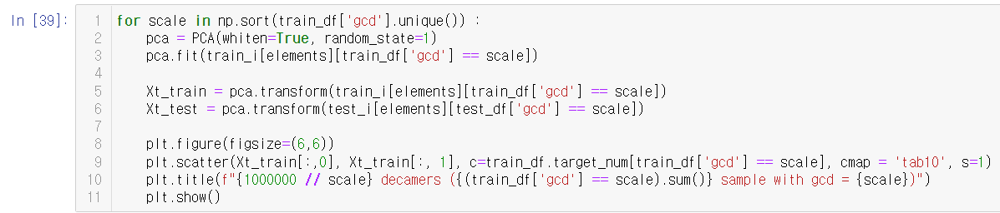 In [39]:
1 for scale in np.sort(train_df['gcd'].unique()) :
2     pca = PCA(whiten=True, random_state=1)
3     pca.fit(train_i[elements][train_df['gcd'] == scale])
4
5     Xt_train = pca.transform(train_i[elements][train_df['gcd'] == scale])
6     Xt_test = pca.transform(test_i[elements][test_df['gcd'] == scale])
7
8     plt.figure(figsize=(6,6))
9     plt.scatter(Xt_train[:,0], Xt_train[:, 1], c=train_df.target_num[train_df['gcd'] == scale], cmap = 'tab10', s=1)
10     plt.title(f"{1000000 // scale} decamers ({(train_df['gcd'] == scale).sum()} sample with gcd = {scale})")
11     plt.show()